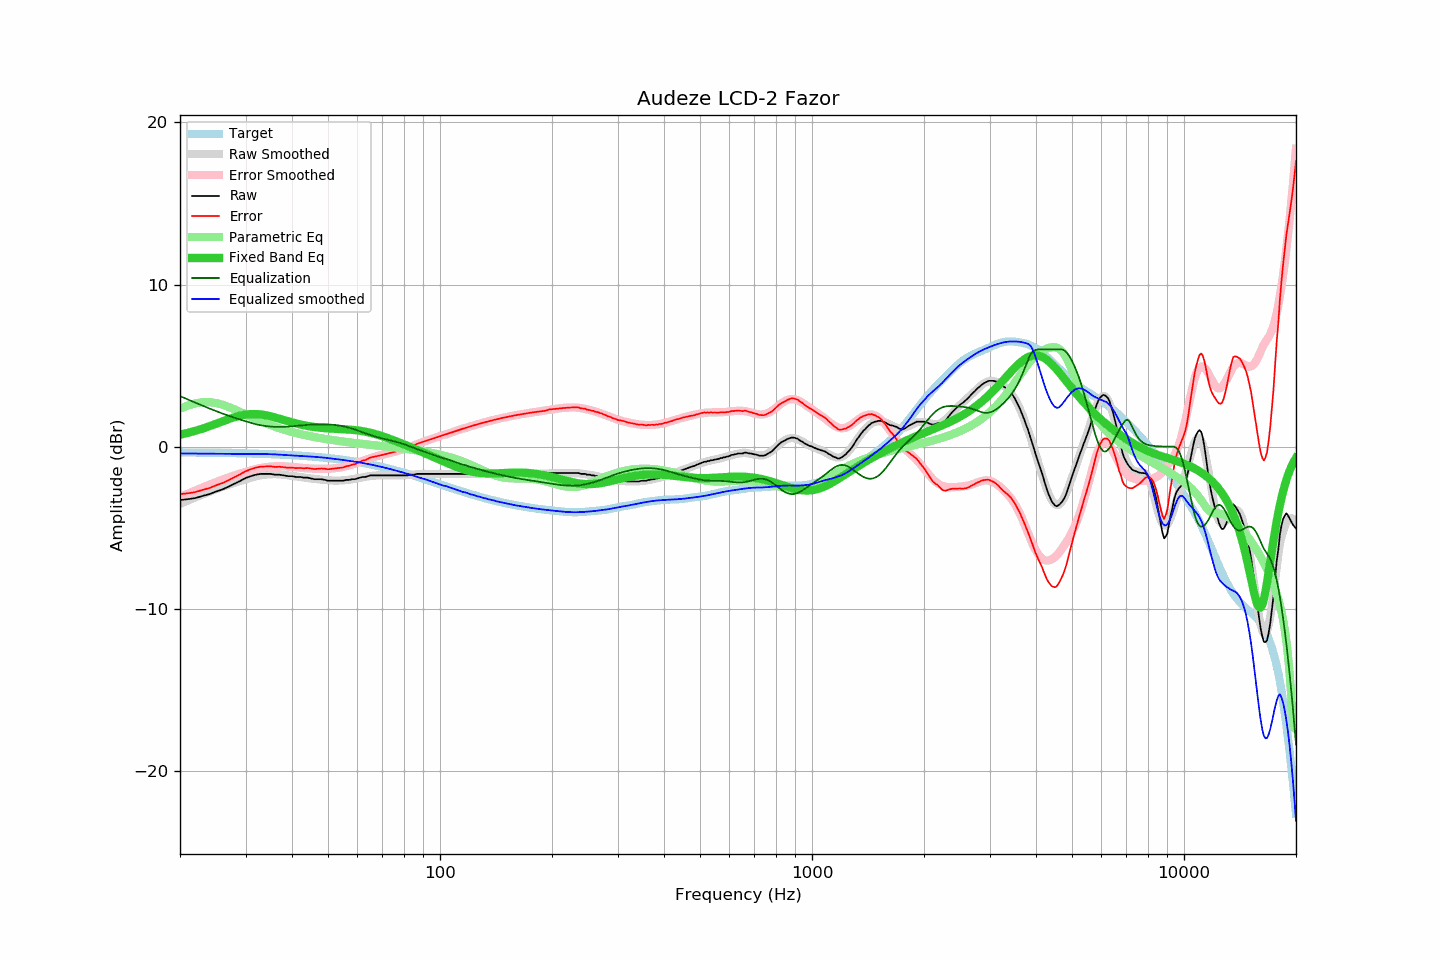 Audeze LCD-2 Fazor
20
10
0
−10
−20
Amplitude (dBr)
Target
Raw Smoothed
Error Smoothed
Raw
Error
Parametric Eq
Fixed Band Eq
Equalization
Equalized smoothed
100
1000
10000
Frequency (Hz)